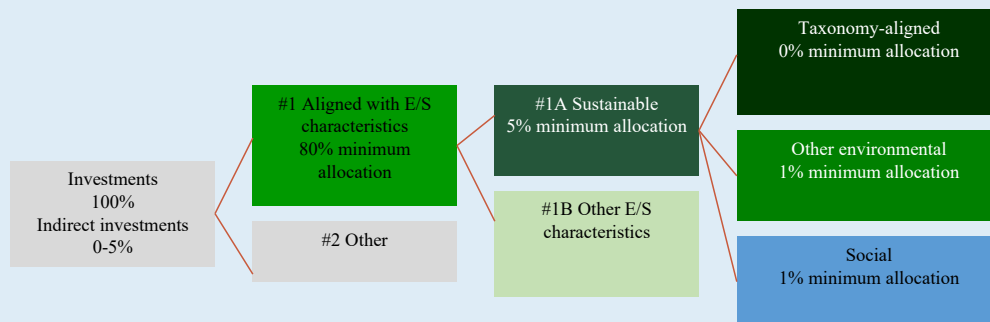 Investments
100%
Indirect investments
0-5%
#1 Aligned with E/S
characteristics
80% minimum
allocation
#2 Other
#1A Sustainable
5% minimum allocation
#1B Other E/S
characteristics
Taxonomy-aligned
0% minimum allocation
Other environmental
1% minimum allocation
Social
1% minimum allocation